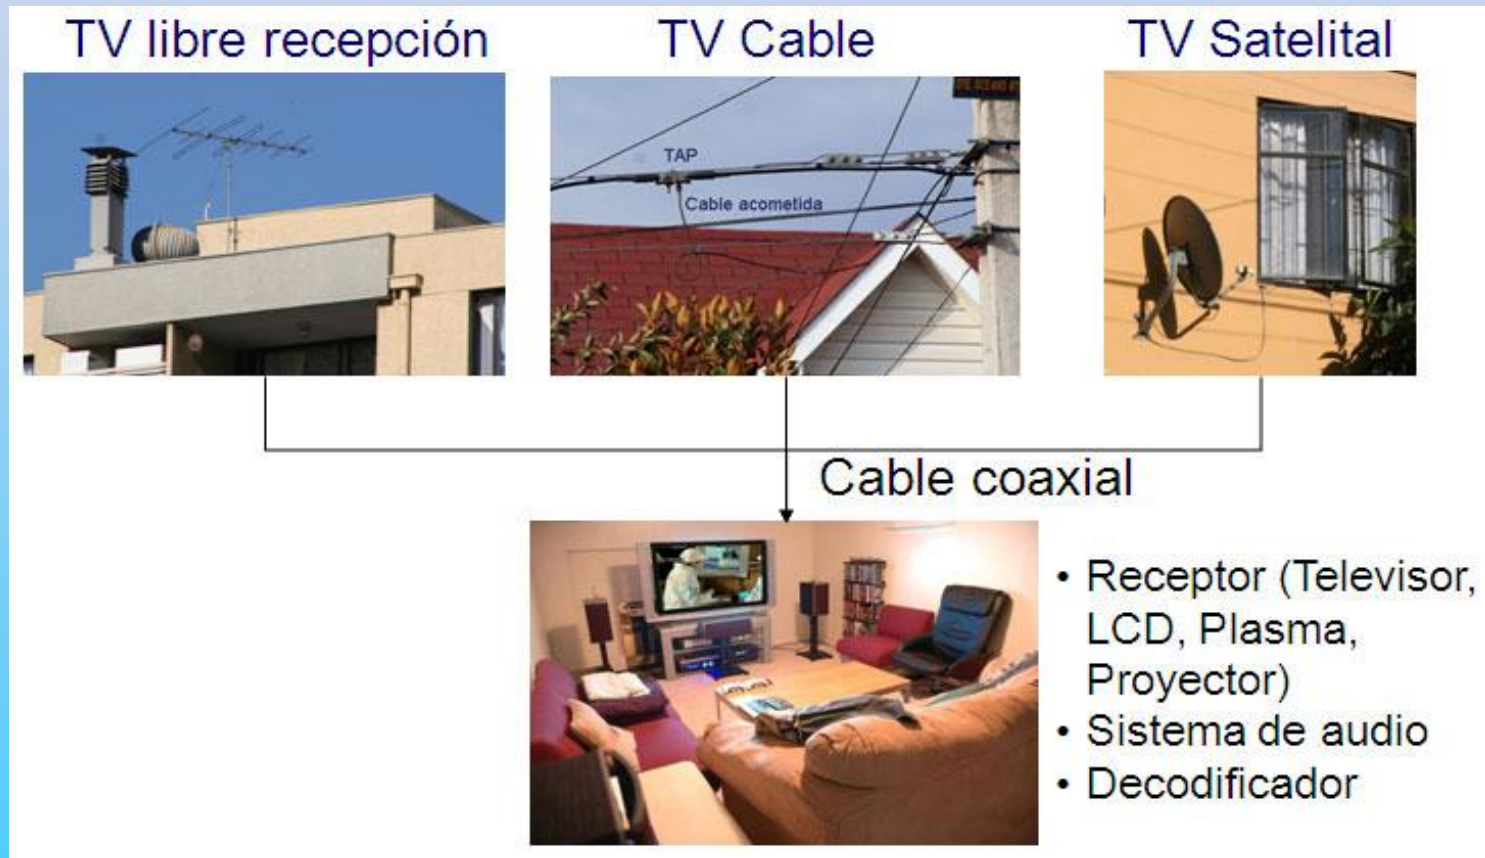 TV libre recepción
TV Cable
TV Satelital
TAP
Cable acometida
Cable coaxial
• Receptor (Televisor,
LCD, Plasma,
Proyector)
• Sistema de audio
• Decodificador